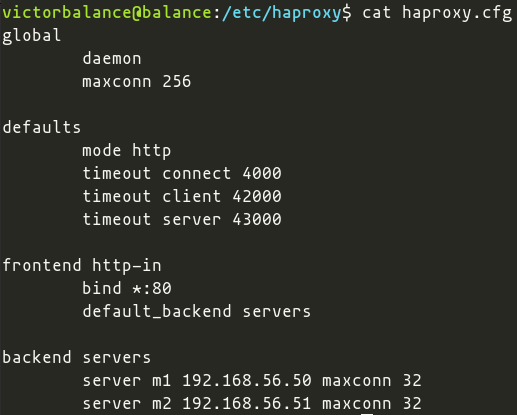 victorbalance@balance:/etc/haproxy$ cat haproxy.cfg
global
        daemon
        maxconn 256

defaults
        mode http
        timeout connect 4000
        timeout client 42000
        timeout server 43000

frontend http-in
        bind *:80
        default_backend servers

backend servers
        server m1 192.168.56.50 maxconn 32
        server m2 192.168.56.51 maxconn 32